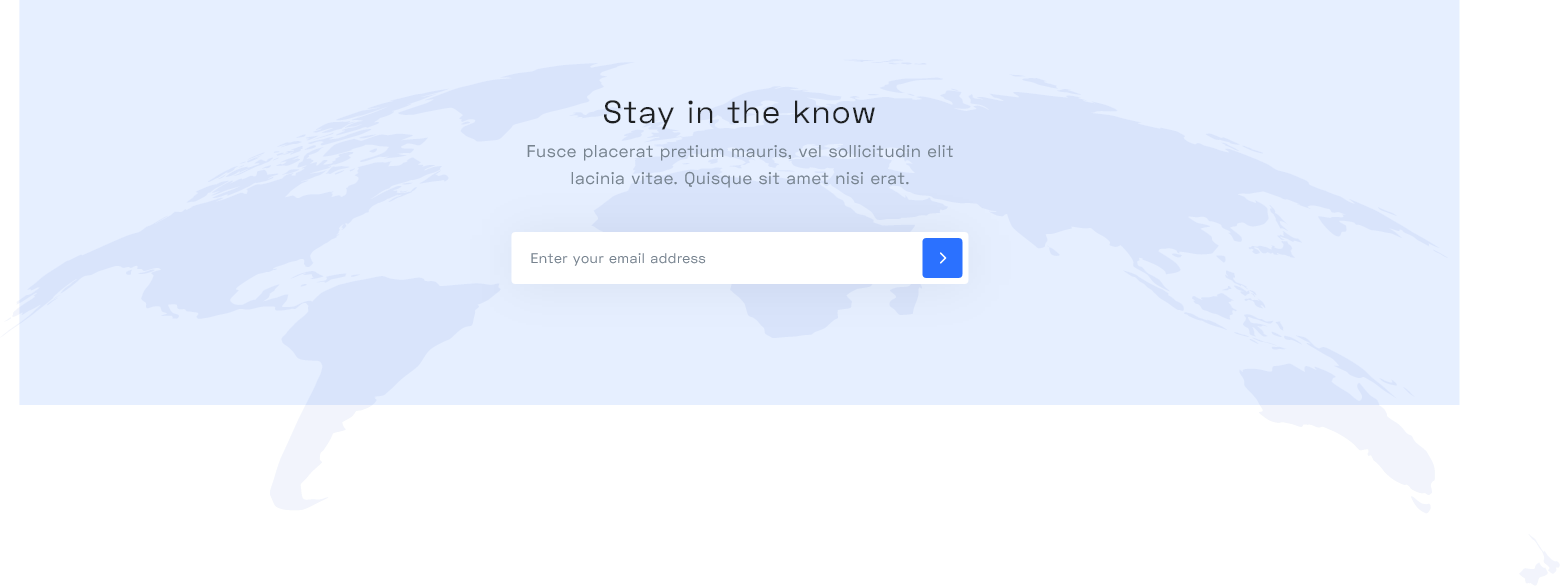 Stay in the know
Fusce placerat pretium mauris, vel sollicitudin elit
lacinia vitae. Quisque sit amet nisi erat.
Enter your email address